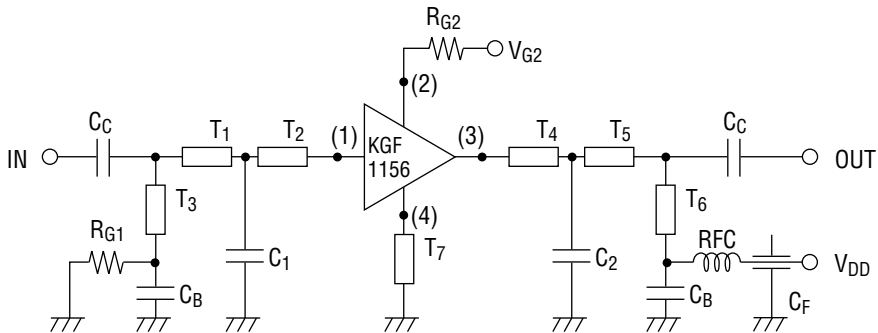 RG2
VG2
(2)
CC
T1
T2
(1)
KGF
1156
(3)
T4
T5
CC
IN
OUT
T3
T6
(4)
RG1
RFC
T7
C1
C2
VDD
CB
CB
CF